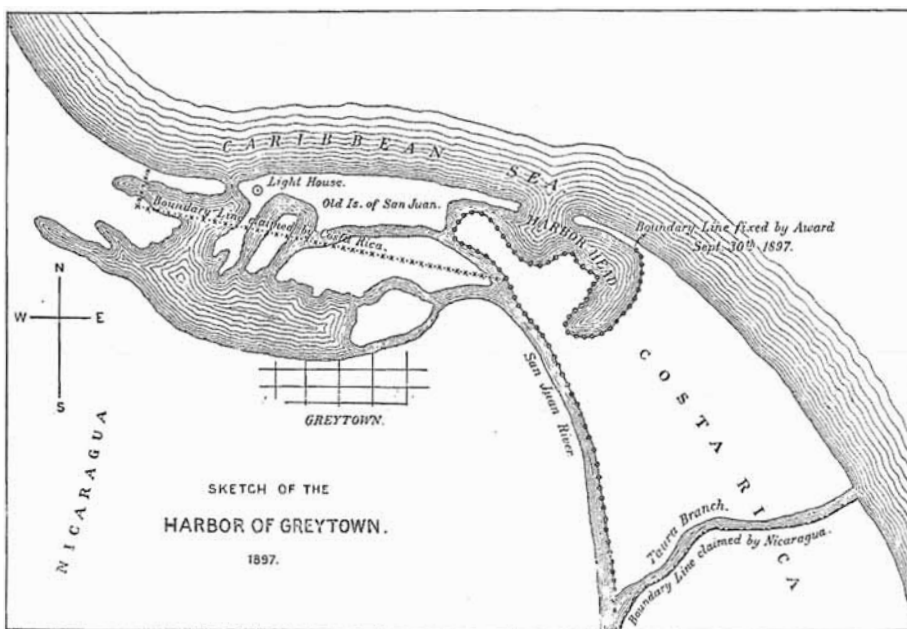 CARIBBEAN SEA
Light House.
Old Is. of San Juan.
Boundary Line claimed by Costa Rica.
HARBOR HEAD
Boundary Line fixed by Award
Sept. 30th 1897.
N
W E
S
COSTA RICA
San Juan River.
GREYTOWN.
NICARAGUA
SKETCH OF THE
HARBOR OF GREYTOWN.
1897.
Taura Branch.
Boundary Line claimed by Nicaragua.